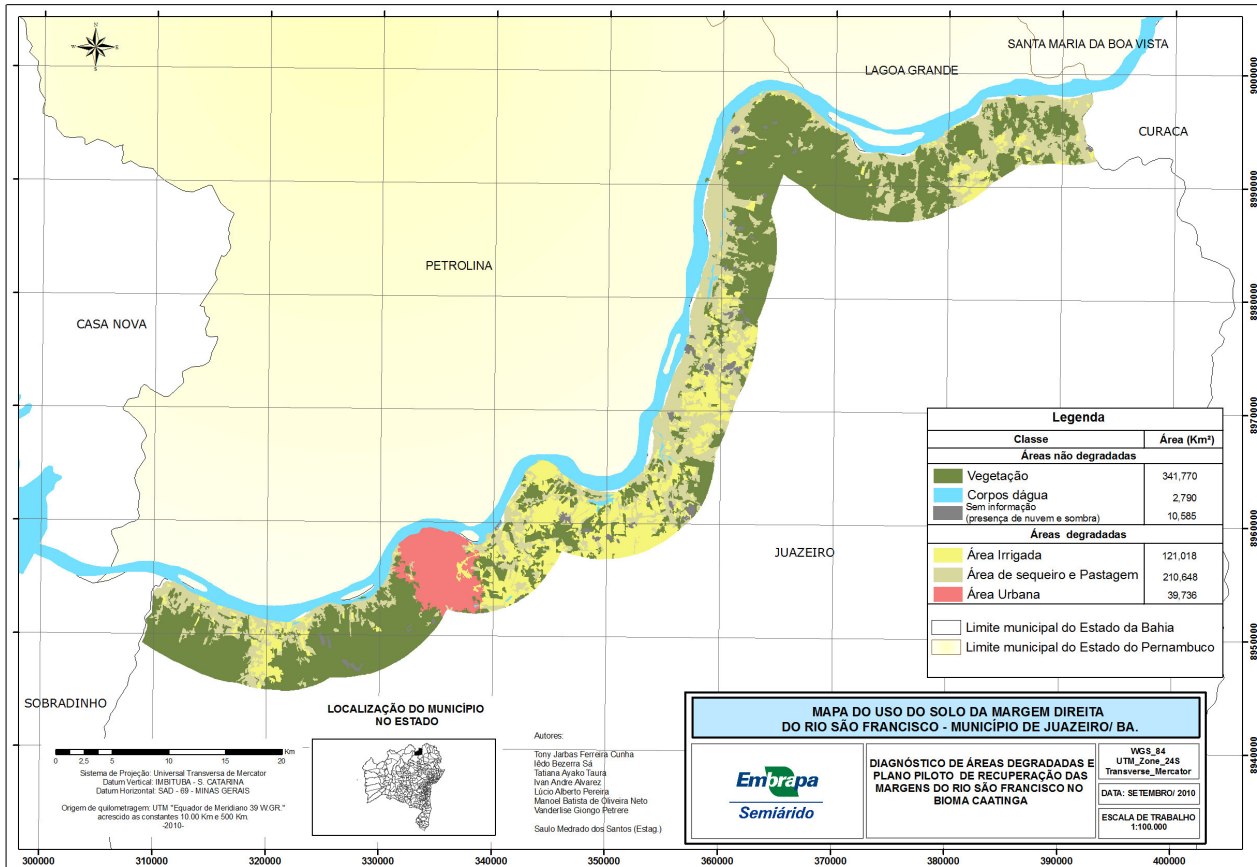 N
W
E
S
SANTA MARIA DA BOA VISTA
LAGOA GRANDE
CURACA
PETROLINA
CASA NOVA
JUAZEIRO
SOBRADINHO
9000000
8990000
8980000
8970000
8960000
8950000
8940000
Legenda
Classe Área (Km²)
Áreas não degradadas
Vegetação 341,770
Corpos dágua 2,790
Sem informação
(presença de nuvem e sombra) 10,585
Áreas degradadas
Área Irrigada 121,018
Área de sequeiro e Pastagem 210,648
Área Urbana 39,736
Limite municipal do Estado da Bahia
Limite municipal do Estado do Pernambuco
LOCALIZAÇÃO DO MUNICÍPIO
NO ESTADO
Km
0 2,5 5 10 15 20
Sistema de Projeção: Universal Transversa de Mercator
Datum Vertical: IMBITUBA - S. CATARINA
Datum Horizontal: SAD - 69 - MINAS GERAIS
Origem de quilometragem: UTM "Equador de Meridiano 39 W.GR."
acrescido as constantes 10.00 Km e 500 Km.
-2010-
Autores:
Tony Jarbas Ferreira Cunha
Iêdo Bezerra Sá
Tatiana Ayako Taura
Ivan Andre Alvarez
Lúcio Alberto Pereira
Manoel Batista de Oliveira Neto
Vanderlise Giongo Petrere
Saulo Medrado dos Santos (Estag.)
MAPA DO USO DO SOLO DA MARGEM DIREITA
DO RIO SÃO FRANCISCO - MUNICÍPIO DE JUAZEIRO/ BA.
Embrapa
Semiárido
DIAGNÓSTICO DE ÁREAS DEGRADADAS E
PLANO PILOTO DE RECUPERAÇÃO DAS
MARGENS DO RIO SÃO FRANCISCO NO
BIOMA CAATINGA
WGS_84
UTM_Zone_24S
Transverse_Mercator
DATA: SETEMBRO/ 2010
ESCALA DE TRABALHO
1:100.000
300000 310000 320000 330000 340000 350000 360000 370000 380000 390000 400000